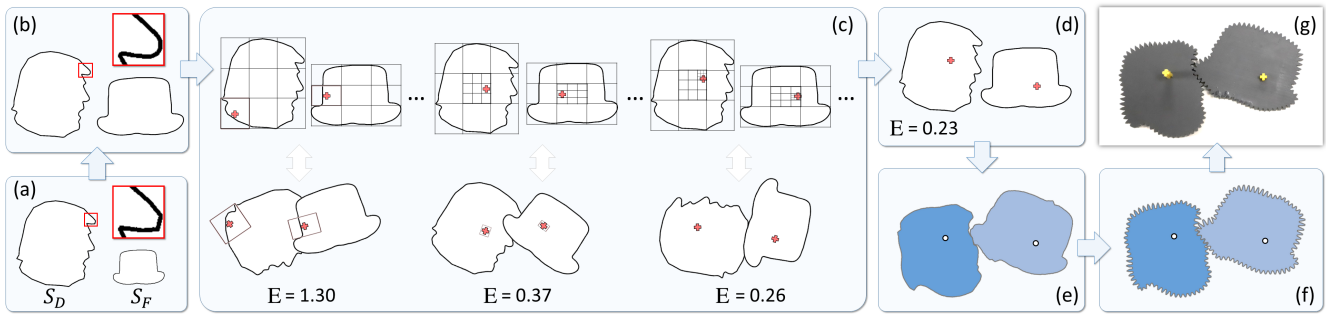 (b)
(a)
S_D
S_F
(c)
...
...
...
E = 1.30
E = 0.37
E = 0.26
(d)
E = 0.23
(e)
(g)
(f)